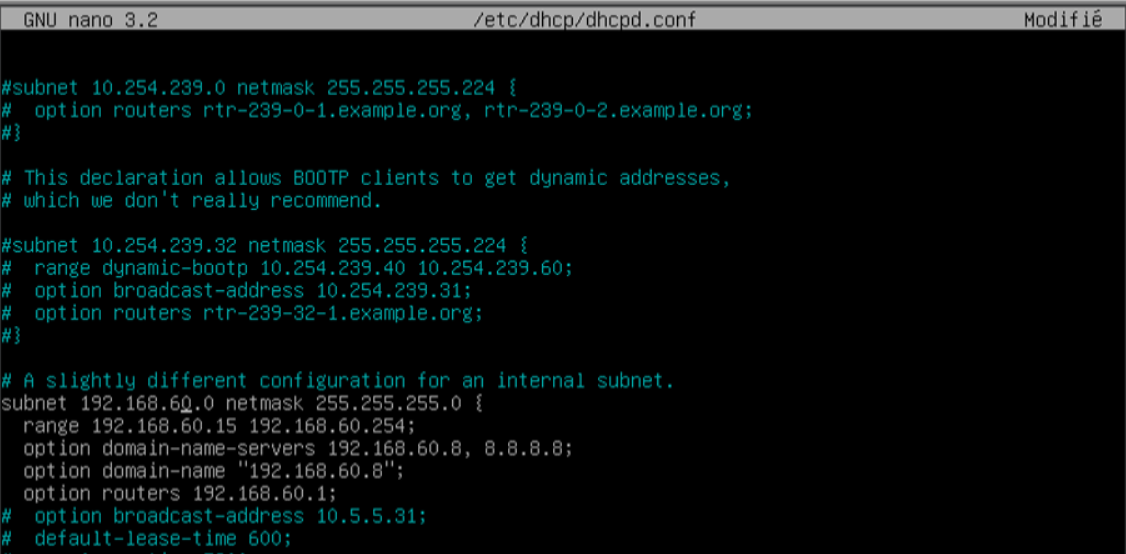 GNU nano 3.2 /etc/dhcp/dhcpd.conf Modifié
#subnet 10.254.239.0 netmask 255.255.255.224 {
#  option routers rtr-239-0-1.example.org, rtr-239-0-2.example.org;
#}
# This declaration allows BOOTP clients to get dynamic addresses,
# which we don't really recommend.
#subnet 10.254.239.32 netmask 255.255.255.224 {
#  range dynamic-bootp 10.254.239.40 10.254.239.60;
#  option broadcast-address 10.254.239.31;
#  option routers rtr-239-32-1.example.org;
#}
# A slightly different configuration for an internal subnet.
subnet 192.168.60.0 netmask 255.255.255.0 {
  range 192.168.60.15 192.168.60.254;
  option domain-name-servers 192.168.60.8, 8.8.8.8;
  option domain-name "192.168.60.8";
  option routers 192.168.60.1;
#  option broadcast-address 10.5.5.31;
#  default-lease-time 600;